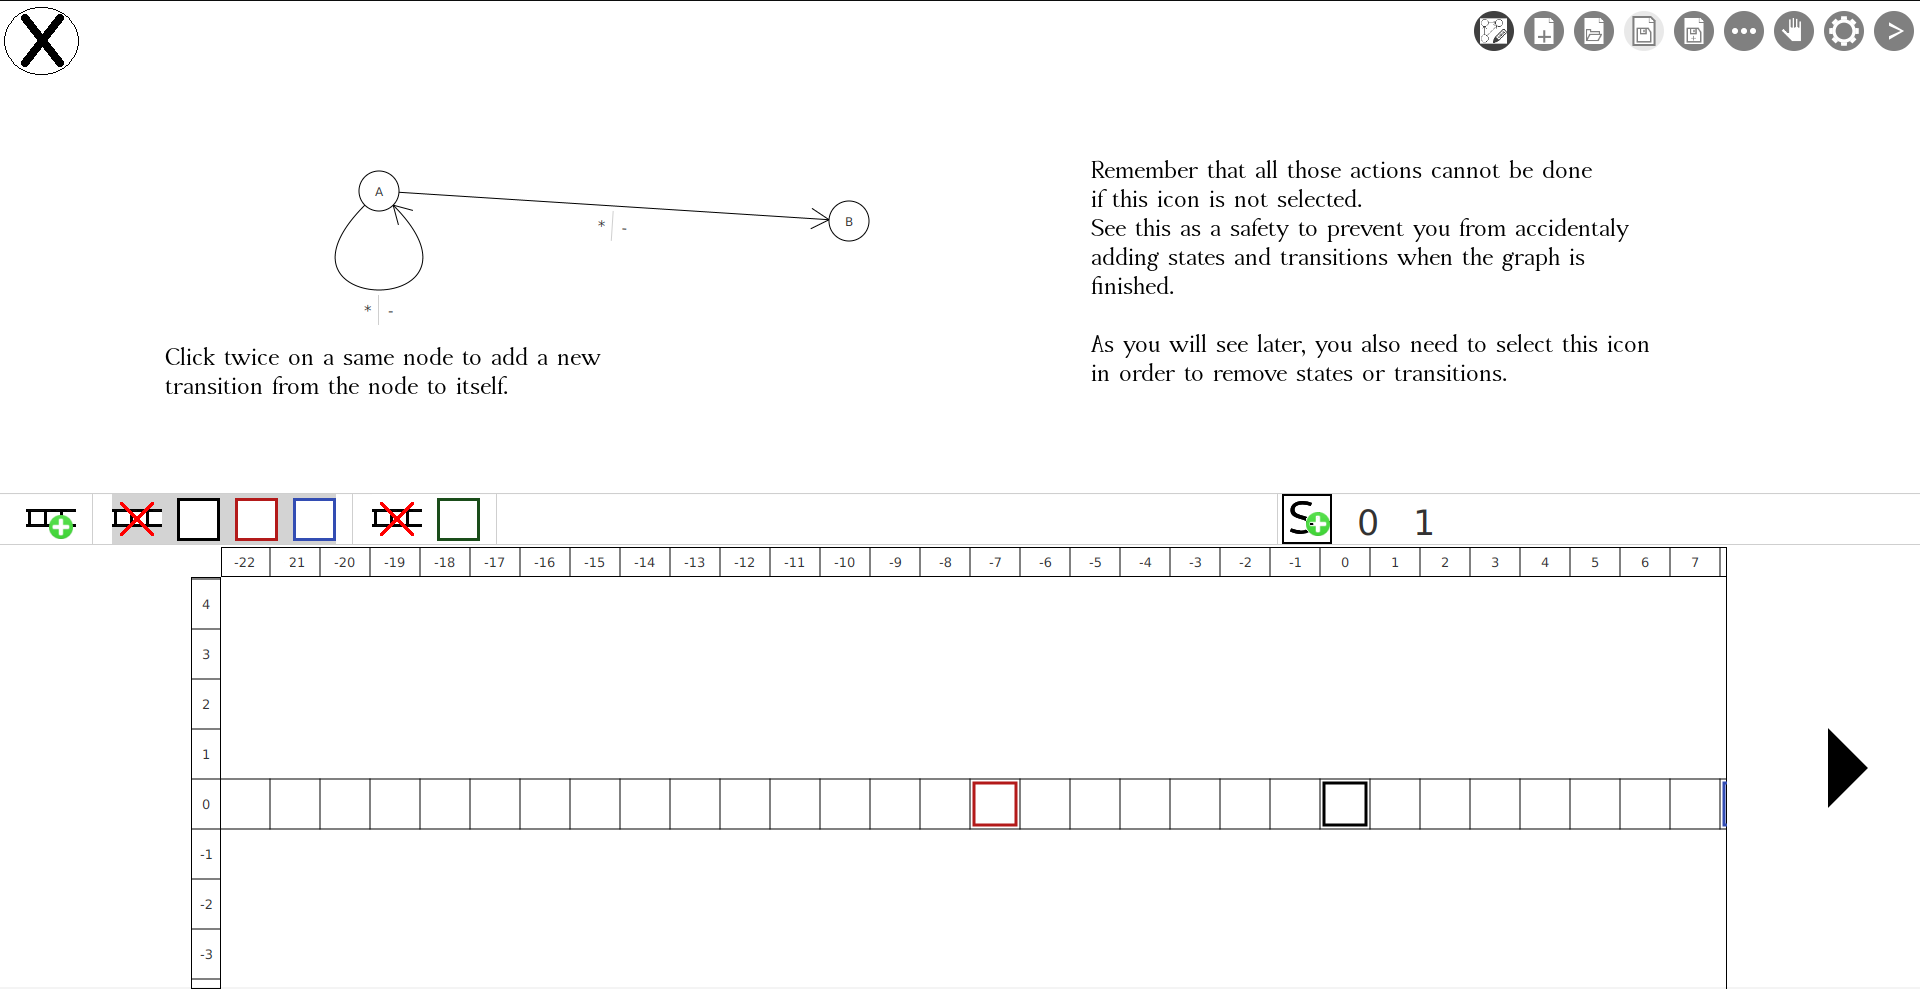 X
>
A
B
* | -
* | -
Remember that all those actions cannot be done
if this icon is not selected.
See this as a safety to prevent you from accidentaly
adding states and transitions when the graph is
finished.
As you will see later, you also need to select this icon
in order to remove states or transitions.
Click twice on a same node to add a new
transition from the node to itself.
S 0 1
-22 21 -20 -19 -18 -17 -16 -15 -14 -13 -12 -11 -10 -9 -8 -7 -6 -5 -4 -3 -2 -1 0 1 2 3 4 5 6 7
4
3
2
1
0
-1
-2
-3